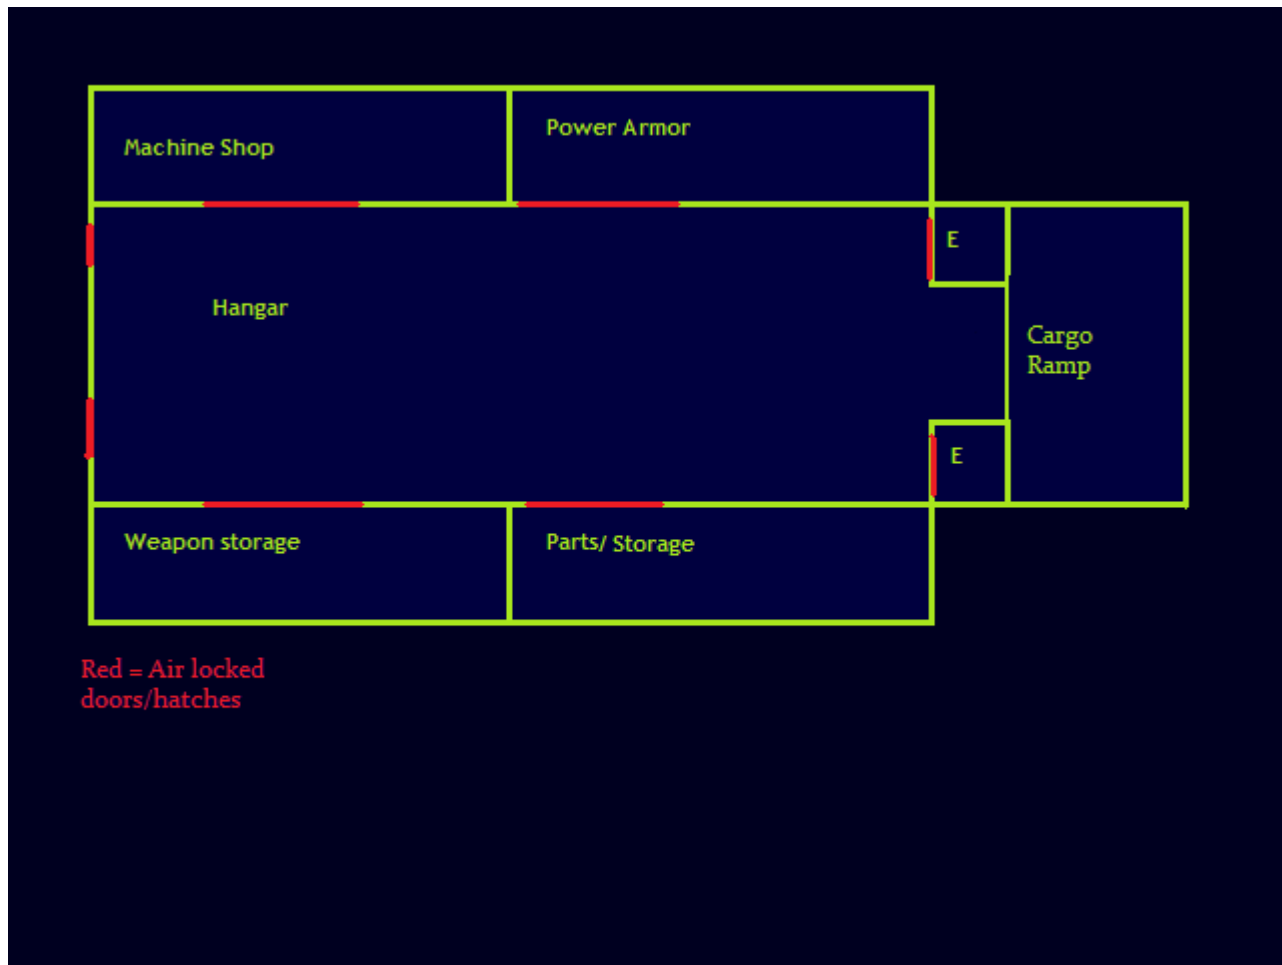 Machine Shop
Power Armor
E
Hangar
Cargo
Ramp
E
Weapon storage
Parts/ Storage
Red = Air locked
doors/hatches